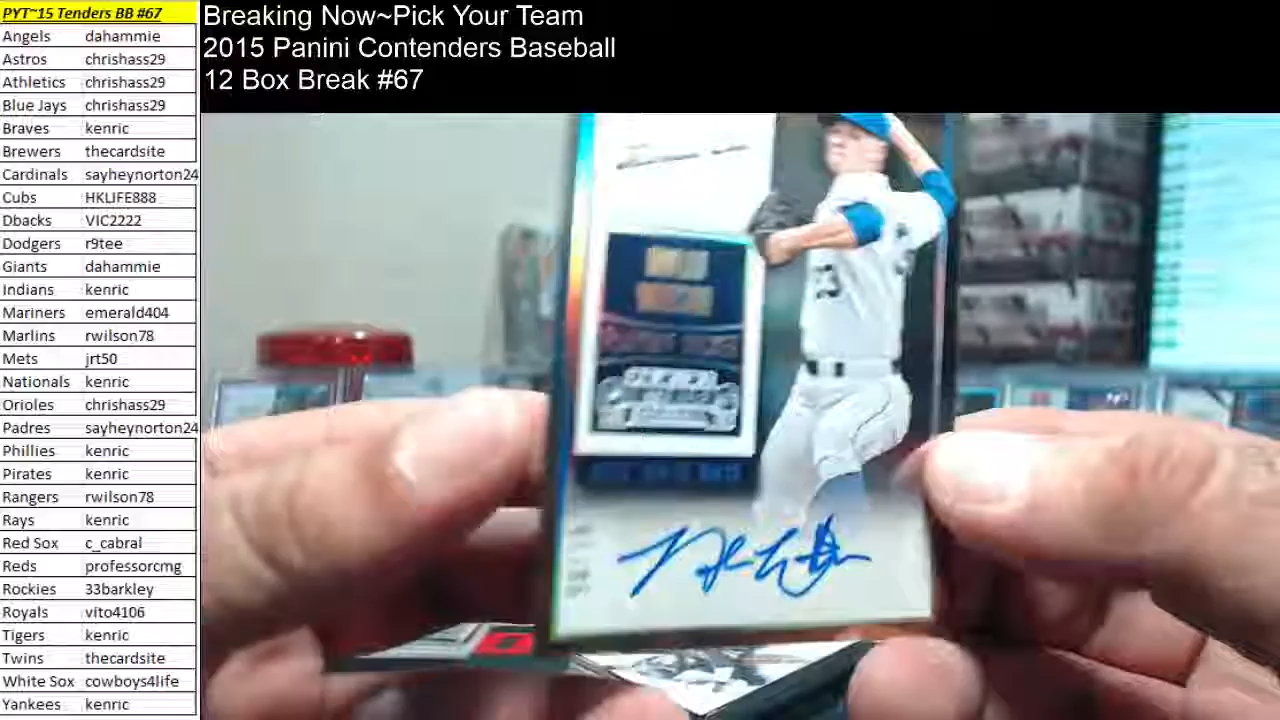 PYT~15 Tenders BB #67
Angels dahammie
Astros chrishass29
Athletics chrishass29
Blue Jays chrishass29
Braves kenric
Brewers thecardsite
Cardinals sayheynorton24
Cubs HKLIFE888
Dbacks VIC2222
Dodgers r9tee
Giants dahammie
Indians kenric
Mariners emerald404
Marlins rwilson78
Mets jrt50
Nationals kenric
Orioles chrishass29
Padres sayheynorton24
Phillies kenric
Pirates kenric
Rangers rwilson78
Rays kenric
Red Sox c_cabral
Reds professorcmg
Rockies 33barkley
Royals vito4106
Tigers kenric
Twins thecardsite
White Sox cowboys4life
Yankees kenric
Breaking Now~Pick Your Team
2015 Panini Contenders Baseball
12 Box Break #67